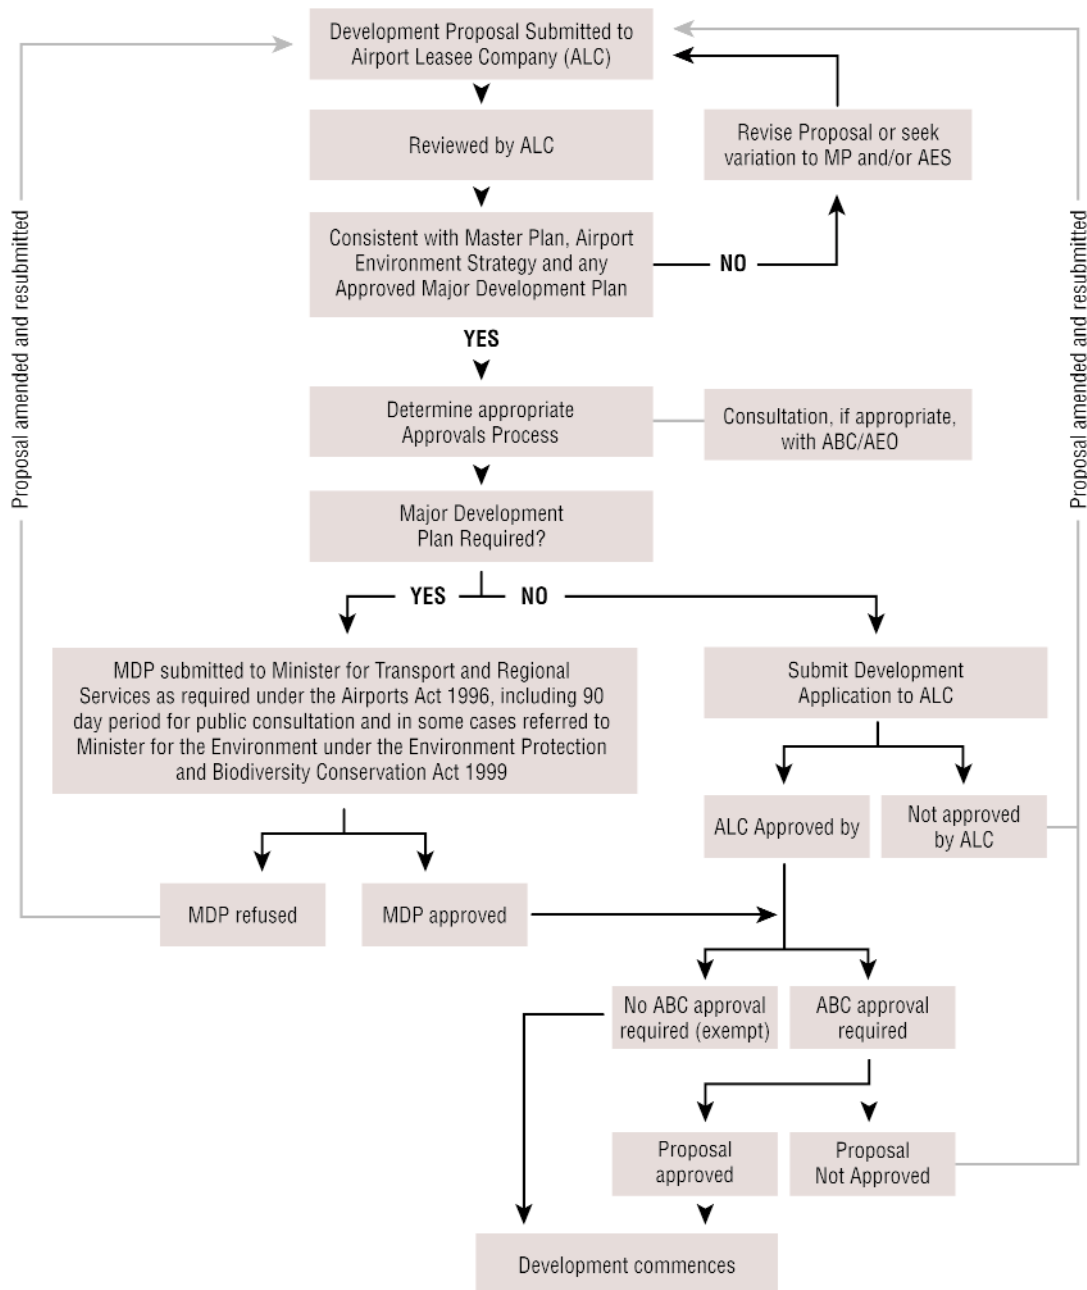 Development Proposal Submitted to
Airport Leasee Company (ALC)
Reviewed by ALC
Revise Proposal or seek
variation to MP and/or AES
Consistent with Master Plan, Airport
Environment Strategy and any
Approved Major Development Plan
NO
YES
Determine appropriate
Approvals Process
Consultation, if appropriate,
with ABC/AEO
Major Development
Plan Required?
YES
NO
MDP submitted to Minister for Transport and Regional
Services as required under the Airports Act 1996, including 90
day period for public consultation and in some cases referred to
Minister for the Environment under the Environment Protection
and Biodiversity Conservation Act 1999
Submit Development
Application to ALC
ALC Approved by
Not approved
by ALC
MDP refused
MDP approved
No ABC approval
required (exempt)
ABC approval
required
Proposal
approved
Proposal
Not Approved
Development commences
Proposal amended and resubmitted
Proposal amended and resubmitted